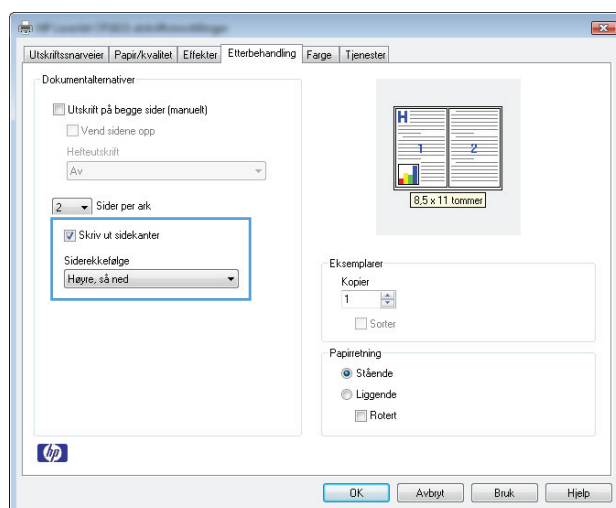 Utskriftssnarveier Papir/kvalitet Effekter Etterbehandling Farge Tjenester
Dokumentalternativer
Utskrift på begge sider (manuelt)
Vend sidene opp
Hefteutskrift
Av
2 Sider per ark
Skriv ut sidekanter
Siderekkefølge
Høyre, så ned
H
1 2
8,5 x 11 tommer
Eksemplarer
Kopier
1
Sorter
Papirretning
Stående
Liggende
Rotert
hp
OK Avbryt Bruk Hjelp